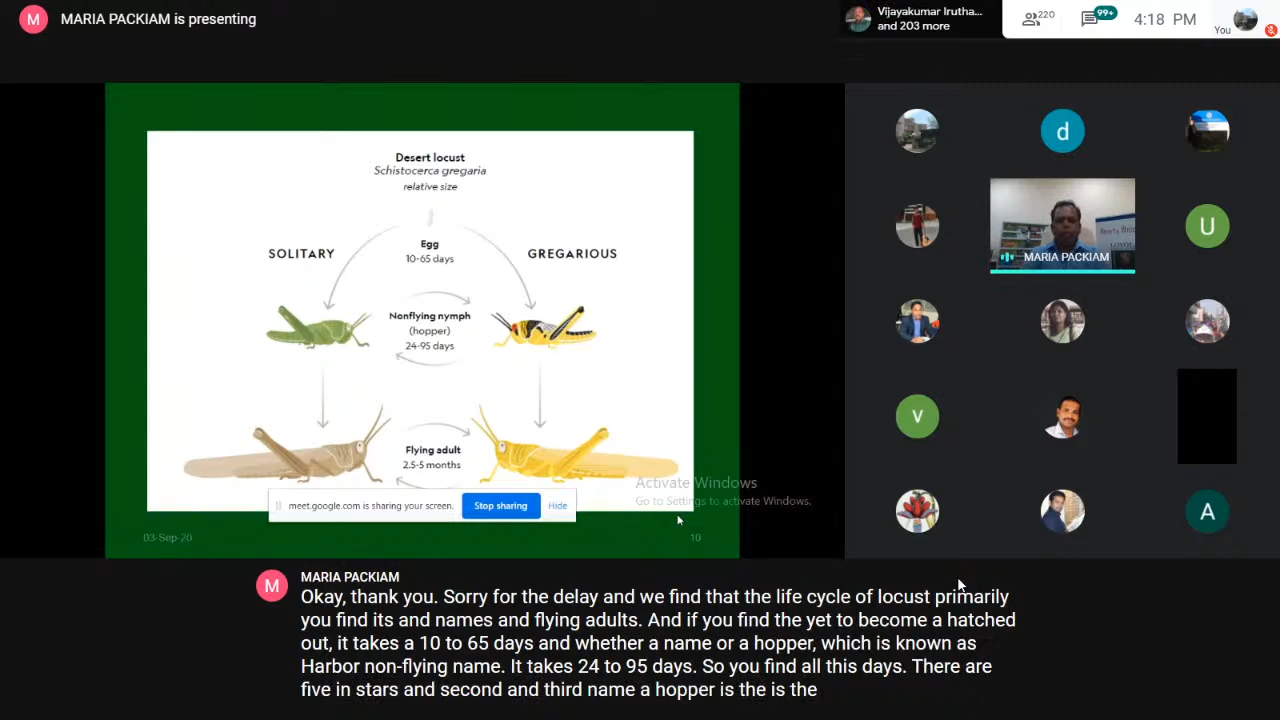 M
MARIA PACKIAM is presenting
Vijayakumar Irutha...
and 203 more
220
99+
4:18 PM
You
Desert locust
Schistocerca gregaria
relative size
SOLITARY
Egg
10-65 days
GREGARIOUS
Nonflying nymph
(hopper)
24-95 days
Flying adult
2.5-5 months
meet.google.com is sharing your screen.
Stop sharing
Hide
Activate Windows
Go to Settings to activate Windows.
03-Sep-20
10
d
MARIA PACKIAM
U
V
A
M
MARIA PACKIAM
Okay, thank you. Sorry for the delay and we find that the life cycle of locust primarily
you find its and names and flying adults. And if you find the yet to become a hatched
out, it takes a 10 to 65 days and whether a name or a hopper, which is known as
Harbor non-flying name. It takes 24 to 95 days. So you find all this days. There are
five in stars and second and third name a hopper is the is the